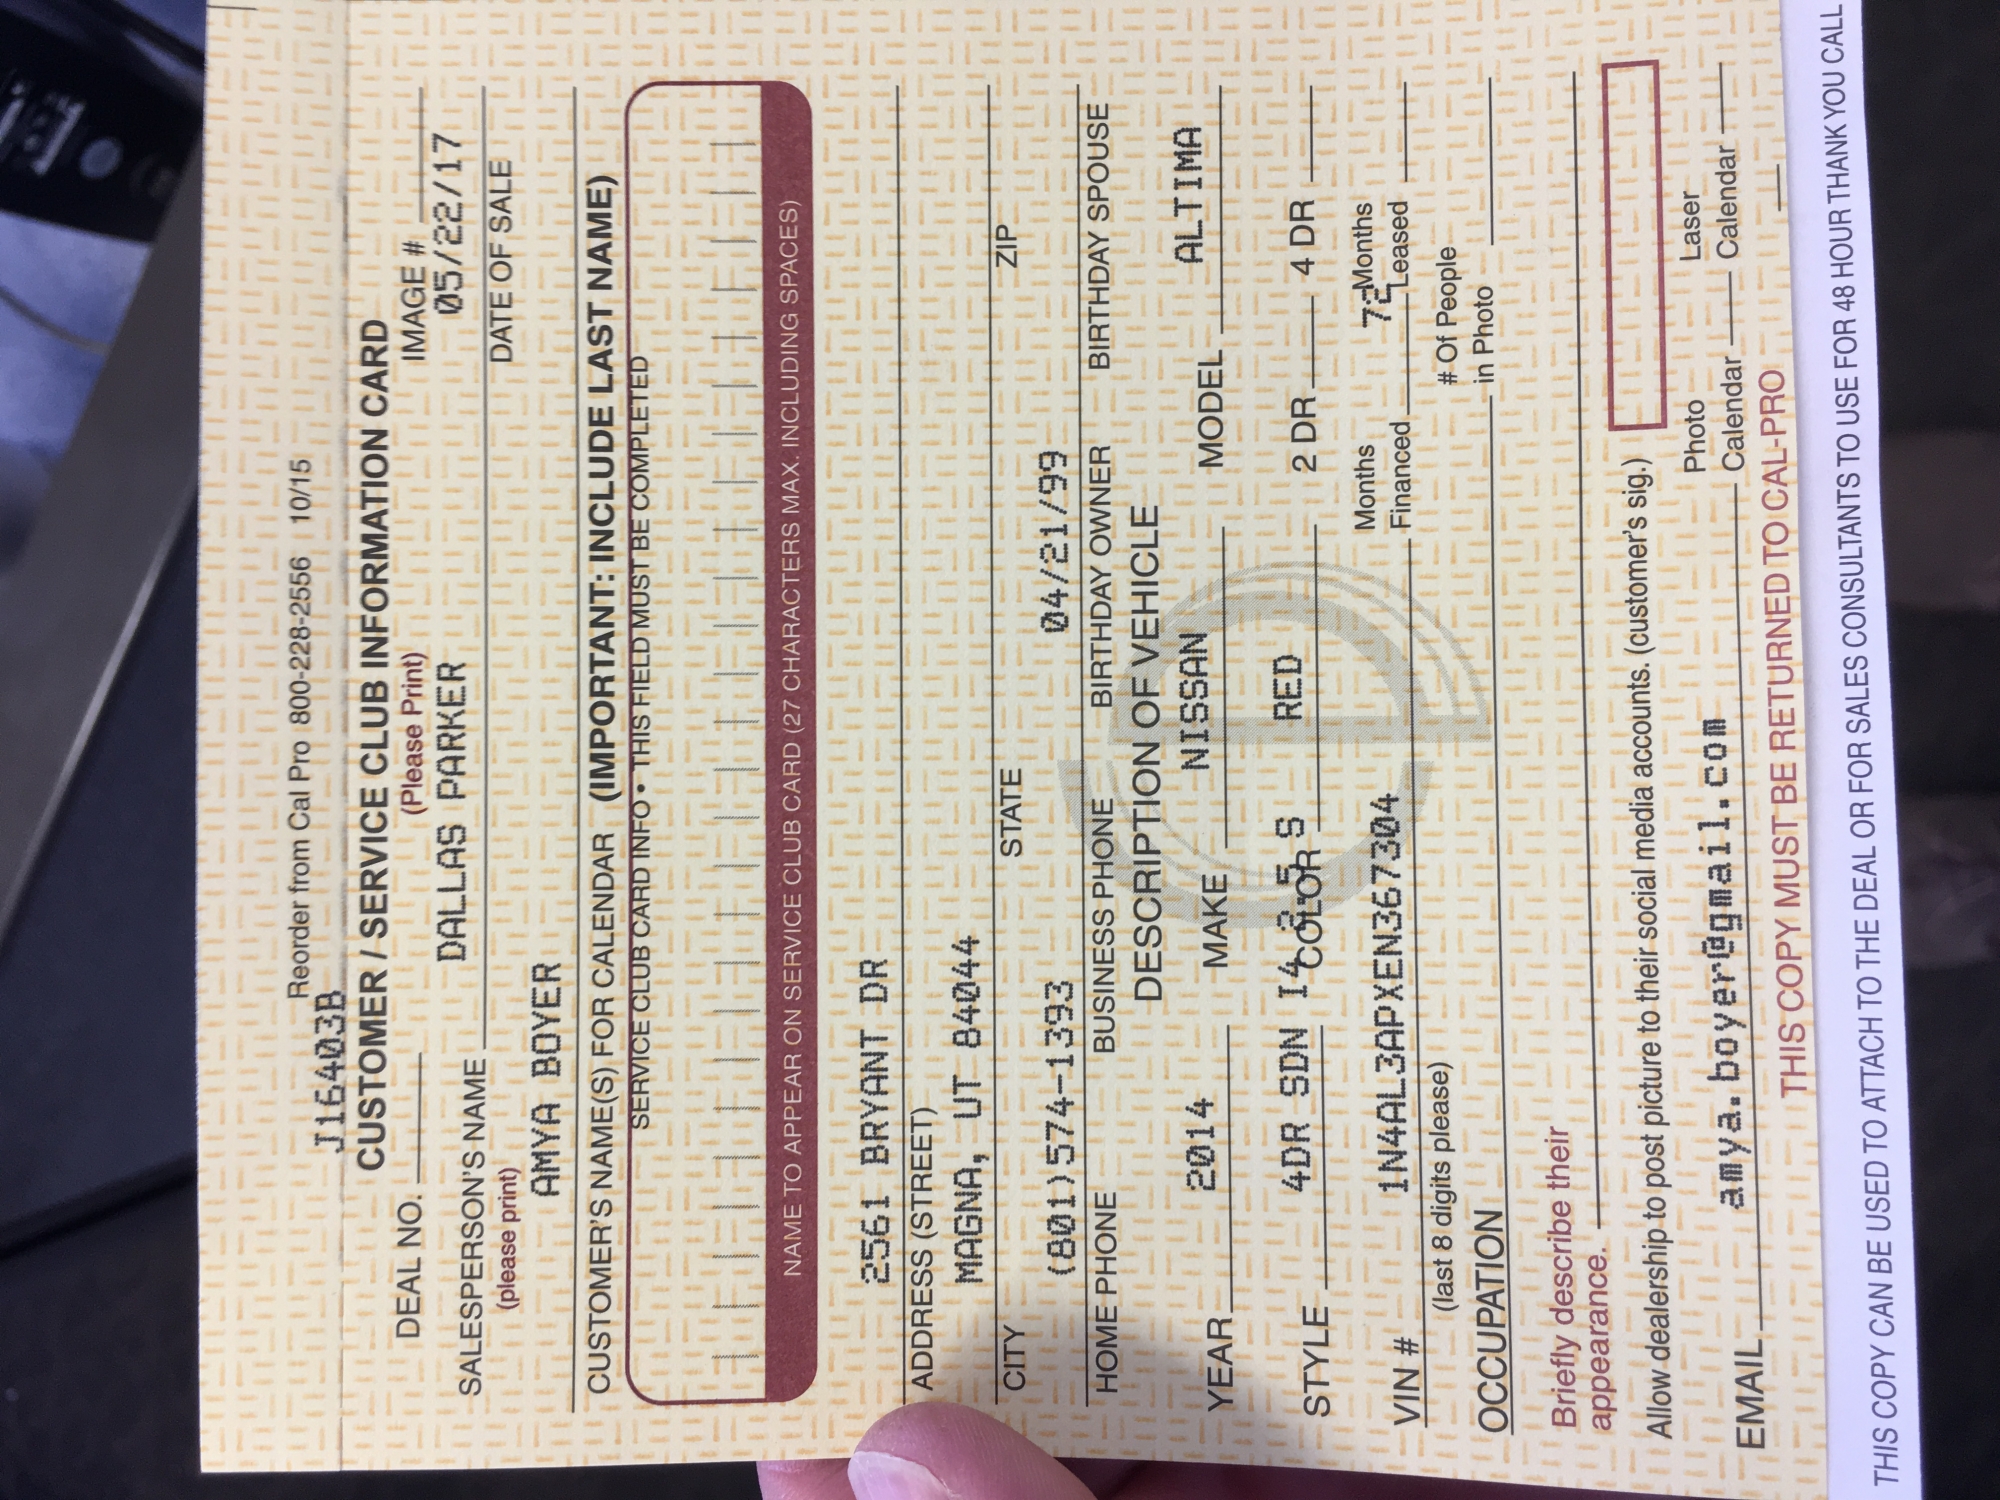 Reorder from Cal Pro 800-228-2556 10/15
J16403B
CUSTOMER / SERVICE CLUB INFORMATION CARD
(Please Print)
DEAL NO. IMAGE #
DALLAS PARKER 05/22/17
SALESPERSON'S NAME DATE OF SALE
(please print)
AMYA BOYER
CUSTOMER'S NAME(S) FOR CALENDAR (IMPORTANT: INCLUDE LAST NAME)
SERVICE CLUB CARD INFO • THIS FIELD MUST BE COMPLETED
NAME TO APPEAR ON SERVICE CLUB CARD (27 CHARACTERS MAX. INCLUDING SPACES)
2561 BRYANT DR
ADDRESS (STREET)
MAGNA, UT 84044
CITY STATE ZIP
(801)574-1393 04/21/99
HOME PHONE BUSINESS PHONE BIRTHDAY OWNER BIRTHDAY SPOUSE
DESCRIPTION OF VEHICLE
2014 NISSAN ALTIMA
YEAR MAKE MODEL
4DR SDN I4 2.5 S RED
STYLE COLOR 2 DR 4 DR
1N4AL3APXEN367304 72
VIN # Months Financed Months Leased
(last 8 digits please)
OCCUPATION # Of People in Photo
Briefly describe their
appearance.
Allow dealership to post picture to their social media accounts. (customer's sig.)
amya.boyer@gmail.com
EMAIL Photo Calendar Laser Calendar
THIS COPY MUST BE RETURNED TO CAL-PRO
THIS COPY CAN BE USED TO ATTACH TO THE DEAL OR FOR SALES CONSULTANTS TO USE FOR 48 HOUR THANK YOU CALL